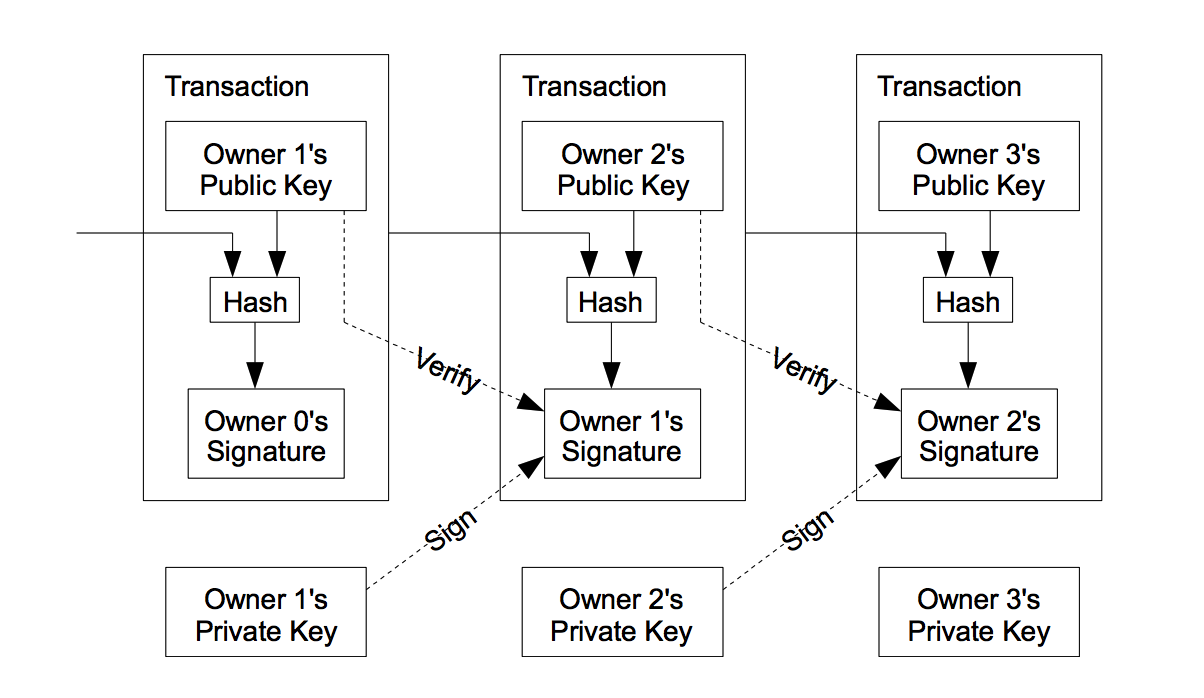 Transaction
Transaction
Transaction
Owner 1's
Public Key
Owner 2's
Public Key
Owner 3's
Public Key
Hash
Hash
Hash
Verify
Verify
Owner 0's
Signature
Owner 1's
Signature
Owner 2's
Signature
Sign
Sign
Owner 1's
Private Key
Owner 2's
Private Key
Owner 3's
Private Key